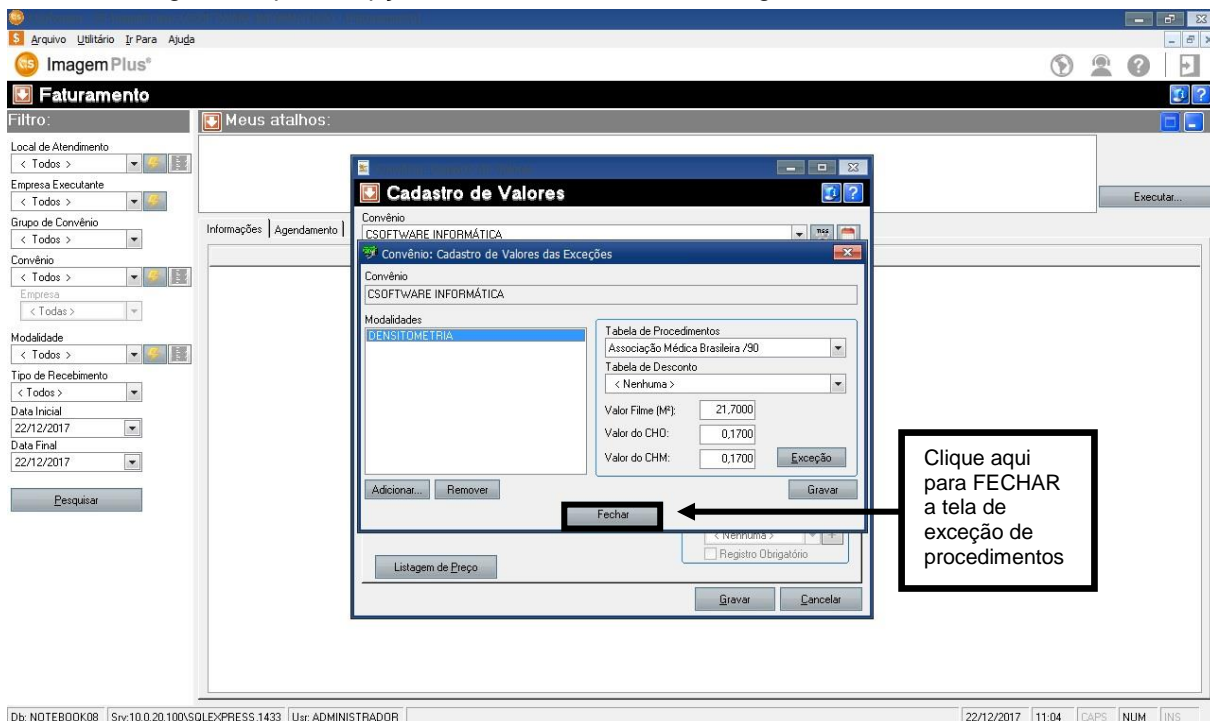 Arquivo Utilitário Ir Para Ajuda
ImagemPlus®
Faturamento
Filtro:
Meus atalhos:
Local de Atendimento
< Todos >
Empresa Executante
< Todos >
Grupo de Convênio
< Todos >
Convênio
< Todos >
Empresa
< Todas >
Modalidade
< Todos >
Tipo de Recebimento
< Todos >
Data Inicial
22/12/2017
Data Final
22/12/2017
Pesquisar
Executar...
Informações Agendamento
Cadastro de Valores
Convênio
CSOFTWARE INFORMÁTICA
Convênio: Cadastro de Valores das Exceções
Convênio
CSOFTWARE INFORMÁTICA
Modalidades
DENSITOMETRIA
Tabela de Procedimentos
Associação Médica Brasileira /90
Tabela de Desconto
< Nenhuma >
Valor Filme (M²): 21,7000
Valor do CHO: 0,1700
Valor do CHM: 0,1700
Exceção
Adicionar... Remover
Gravar
Fechar
< Nenhuma >
Registro Obrigatório
Listagem de Preço
Gravar Cancelar
Clique aqui
para FECHAR
a tela de
exceção de
procedimentos
Db: NOTEBOOK08 Srv:10.0.20.100\SQLEXPRESS,1433 Usr: ADMINISTRADOR 22/12/2017 11:04 CAPS NUM INS